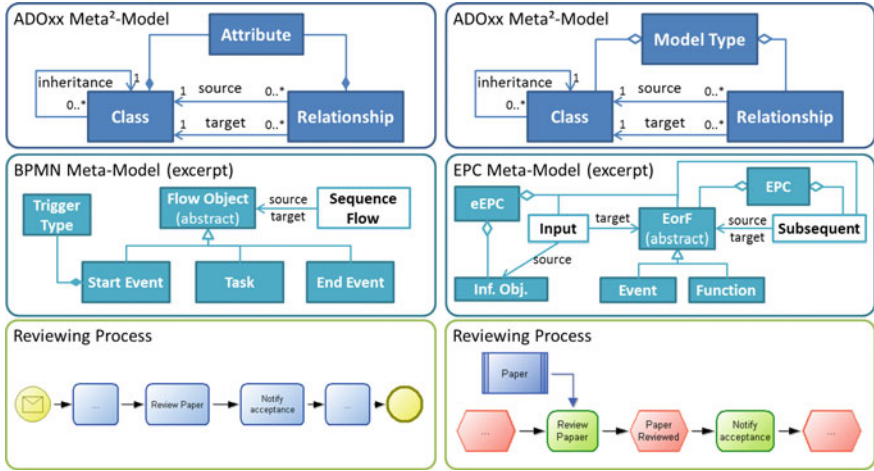 ADOxx Meta²-Model
Attribute
inheritance
1
0..*
Class
1
source
0..*
1
target
0..*
Relationship
ADOxx Meta²-Model
Model Type
inheritance
1
0..*
Class
1
source
0..*
1
target
0..*
Relationship
BPMN Meta-Model (excerpt)
Trigger
Type
Flow Object
(abstract)
source
target
Sequence
Flow
Start Event
Task
End Event
EPC Meta-Model (excerpt)
eEPC
EPC
Input
target
EorF
(abstract)
source
target
Subsequent
source
Inf. Obj.
Event
Function
Reviewing Process
...
Review Paper
Notify
acceptance
...
Reviewing Process
Paper
...
Review
Papaer
Paper
Reviewed
Notify
acceptance
...